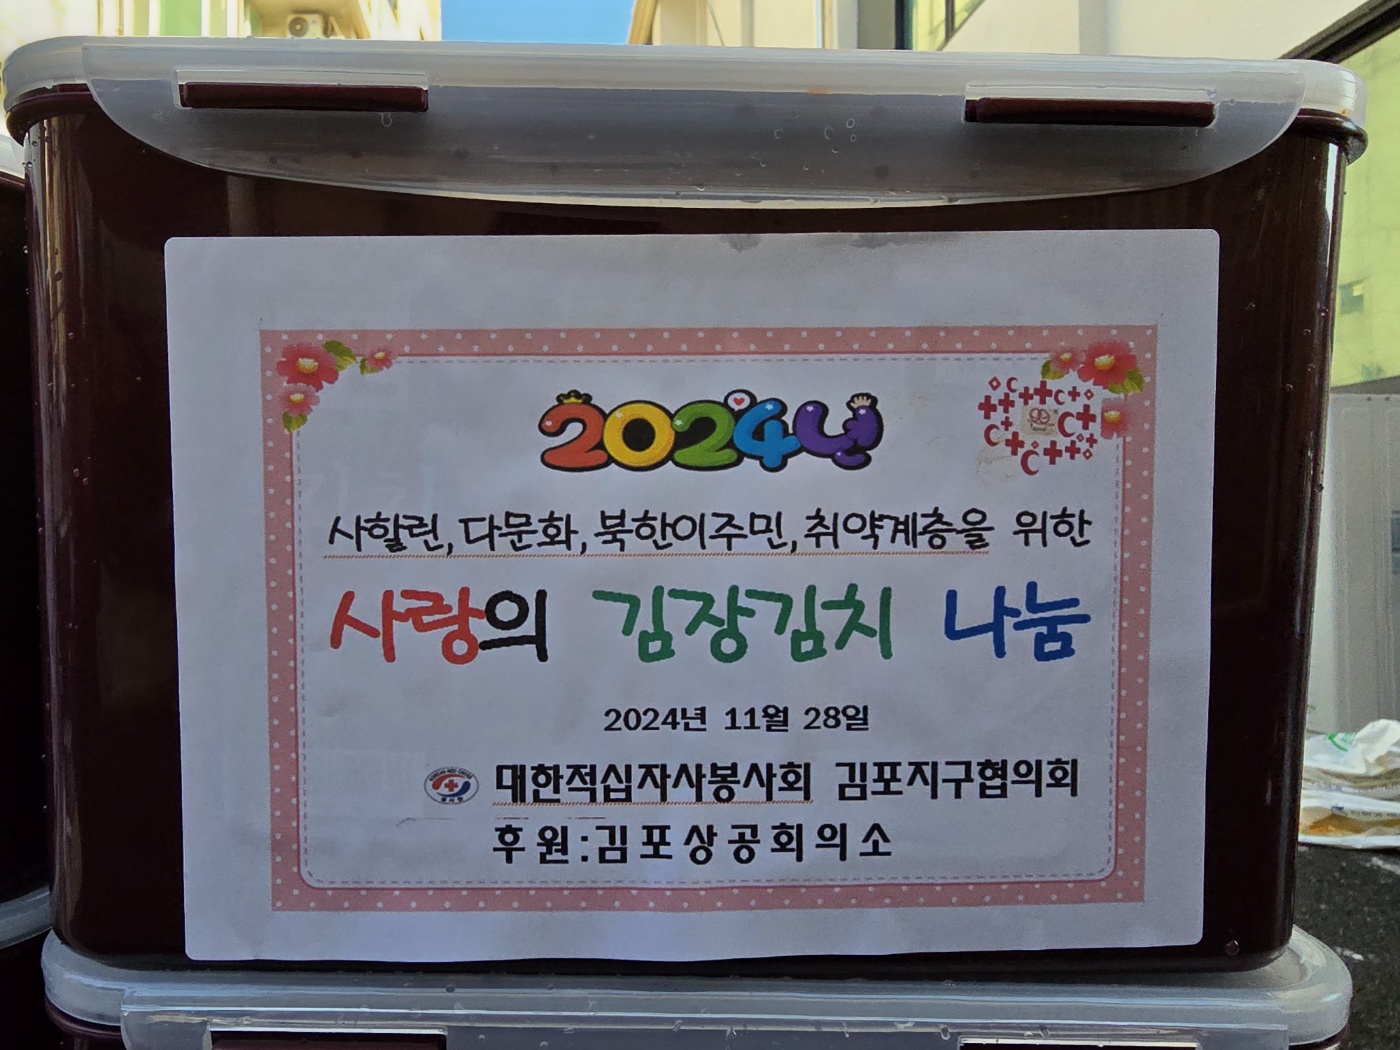 2024년
사할린, 다문화, 북한이주민, 취약계층을 위한
사랑의 김장김치 나눔
2024년 11월 28일
대한적십자사봉사회 김포지구협의회
후원:김포상공회의소